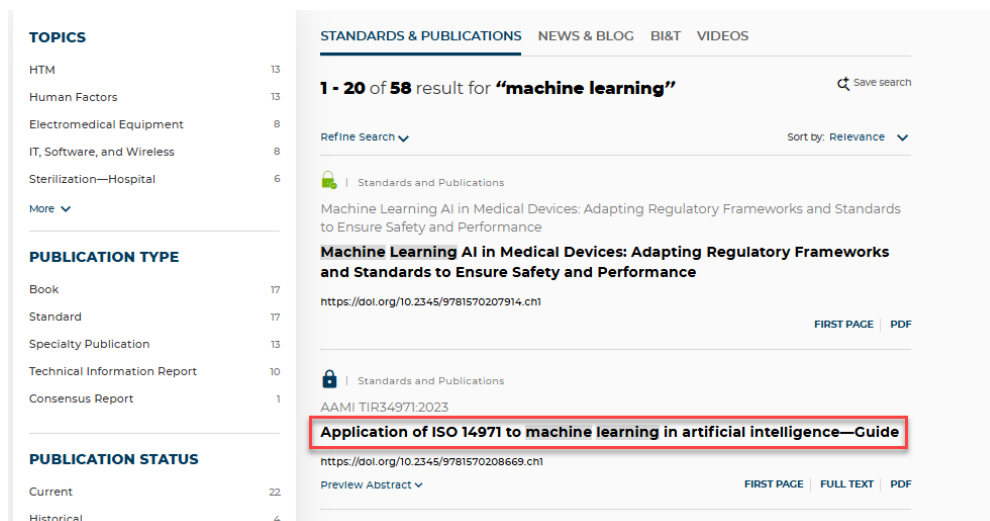 TOPICS
HTM 13
Human Factors 13
Electromedical Equipment 8
IT, Software, and Wireless 8
Sterilization—Hospital 6
More
PUBLICATION TYPE
Book 17
Standard 17
Specialty Publication 13
Technical Information Report 10
Consensus Report 1
PUBLICATION STATUS
Current 22
Historical 4
STANDARDS & PUBLICATIONS NEWS & BLOG BI&T VIDEOS
1 - 20 of 58 result for “machine learning”
Save search
Refine Search
Sort by: Relevance
Standards and Publications
Machine Learning AI in Medical Devices: Adapting Regulatory Frameworks and Standards
to Ensure Safety and Performance
Machine Learning AI in Medical Devices: Adapting Regulatory Frameworks
and Standards to Ensure Safety and Performance
https://doi.org/10.2345/9781570207914.ch1
FIRST PAGE PDF
Standards and Publications
AAMI TIR34971:2023
Application of ISO 14971 to machine learning in artificial intelligence—Guide
https://doi.org/10.2345/9781570208669.ch1
Preview Abstract
FIRST PAGE FULL TEXT PDF